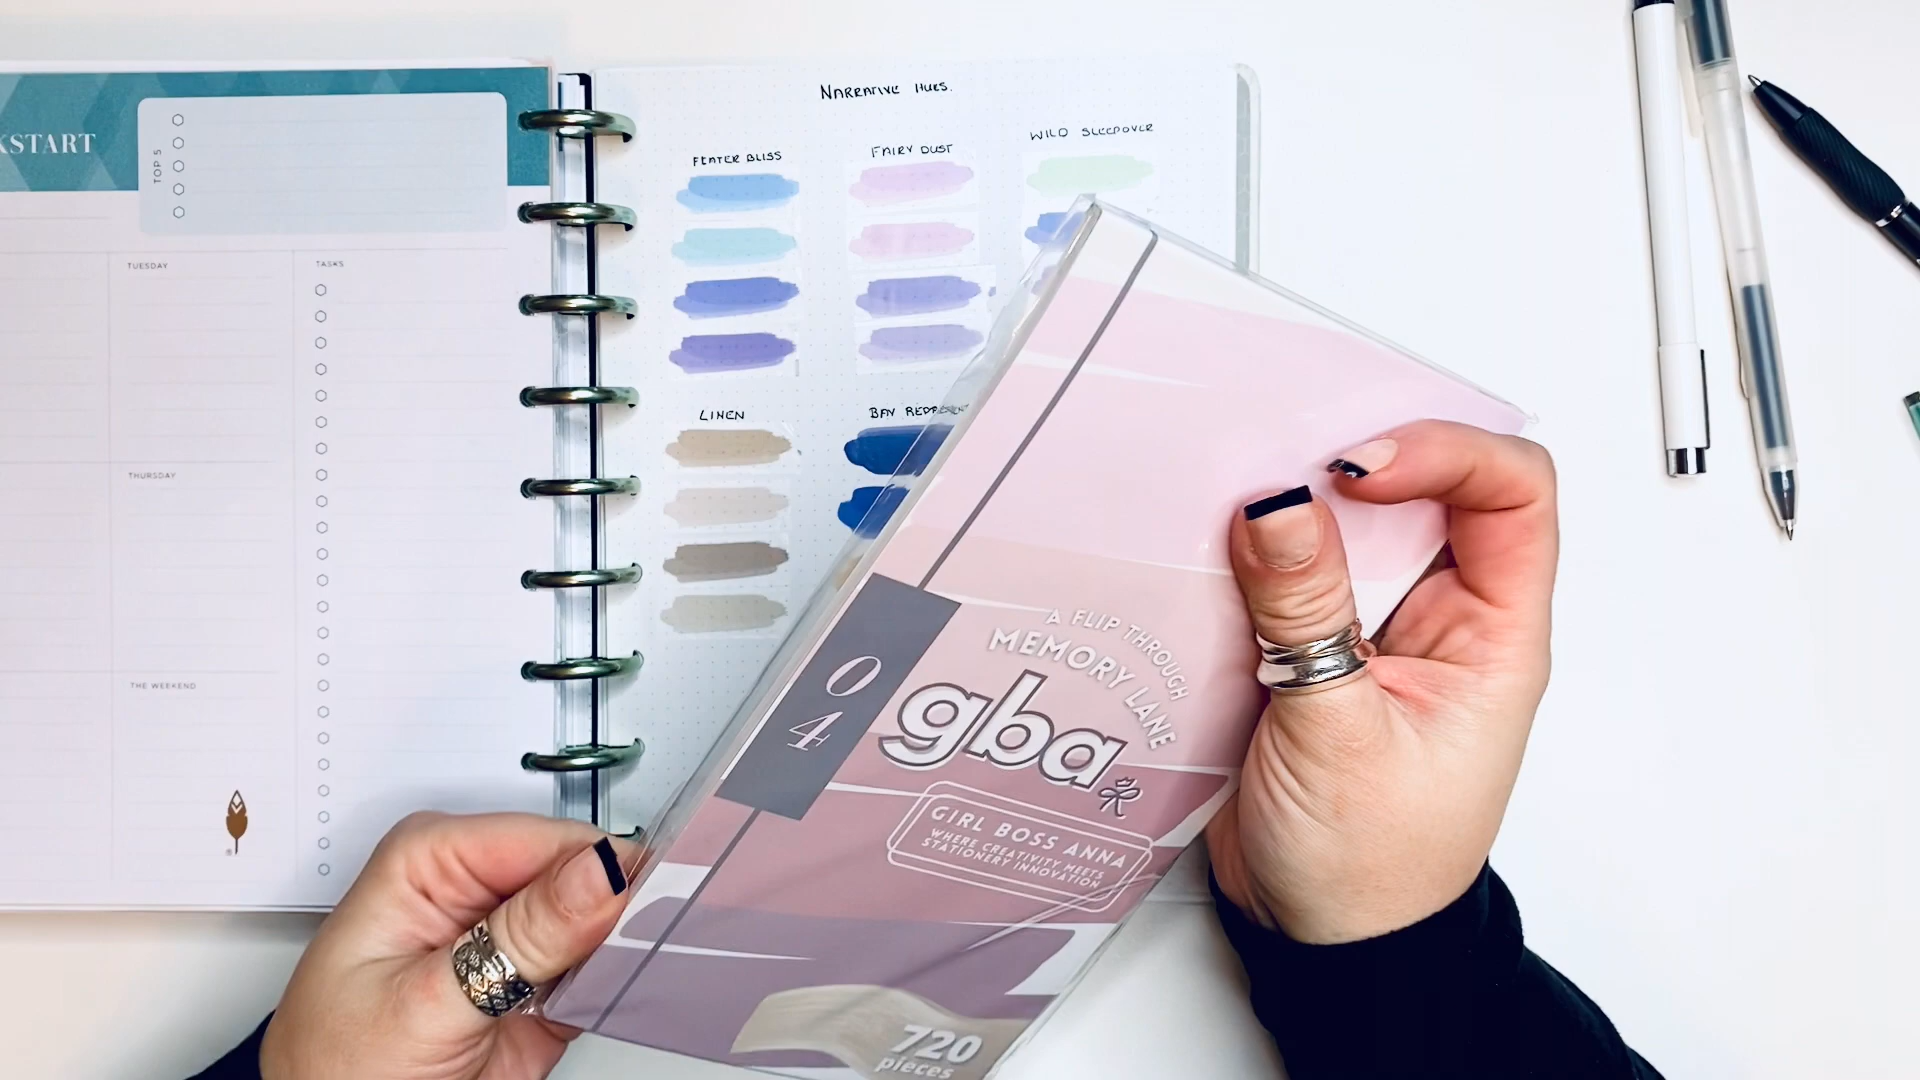 KSTART
TOP 5
TUESDAY
TASKS
THURSDAY
THE WEEKEND
NARRATIVE HUES.
FEATER BLISS
FAIRY DUST
WILD SLEEPOVER
LINEN
BAY
04
A FLIP THROUGH
MEMORY LANE
gba
GIRL BOSS ANNA
WHERE CREATIVITY MEETS
STATIONERY INNOVATION
720
pieces